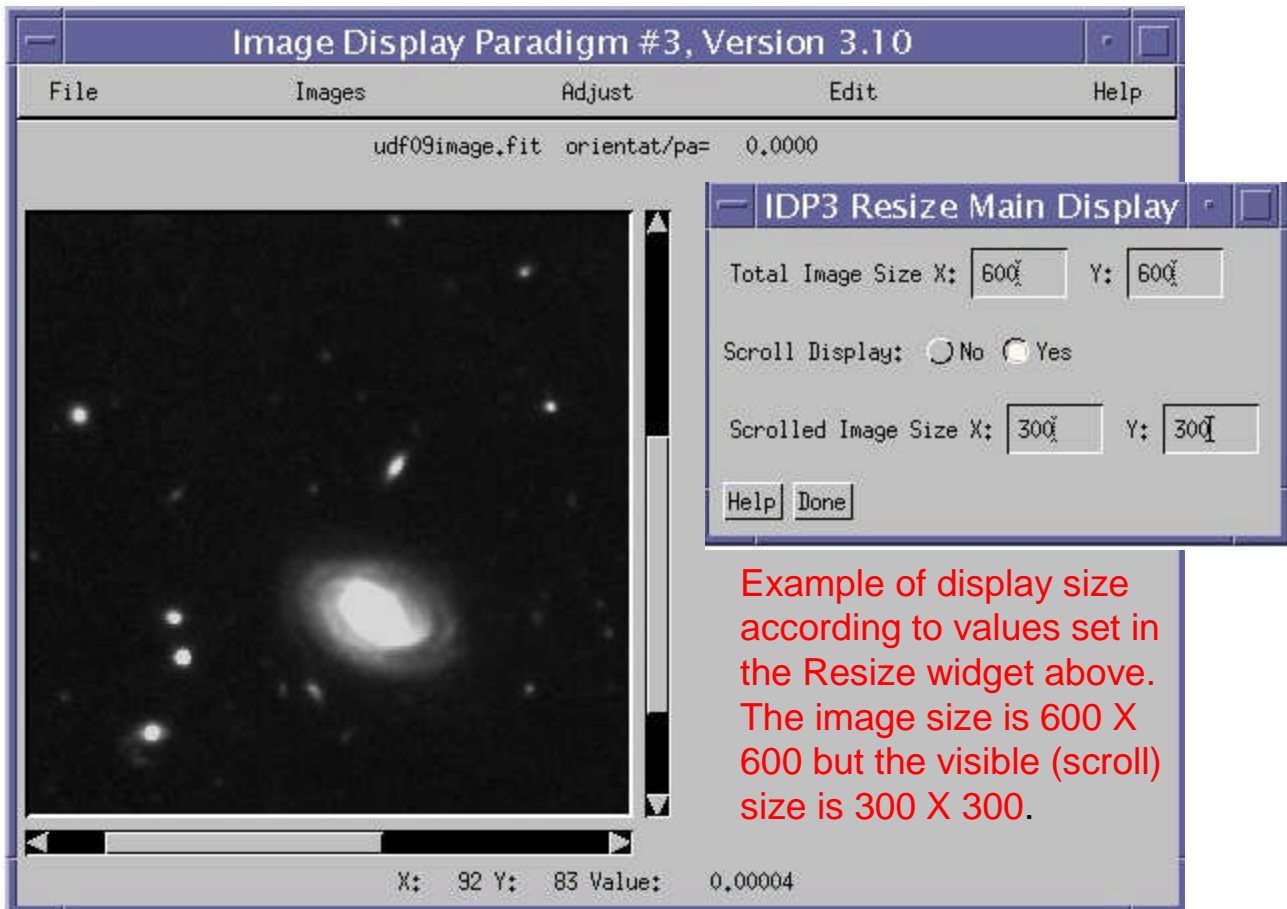 Image Display Paradigm #3, Version 3.10
File Images Adjust Edit Help
udf09image.fit orientat/pa= 0.0000
IDP3 Resize Main Display
Total Image Size X: 600 Y: 600
Scroll Display: No Yes
Scrolled Image Size X: 300 Y: 300
Help Done
Example of display size
according to values set in
the Resize widget above.
The image size is 600 X
600 but the visible (scroll)
size is 300 X 300.
X: 92 Y: 83 Value: 0.00004